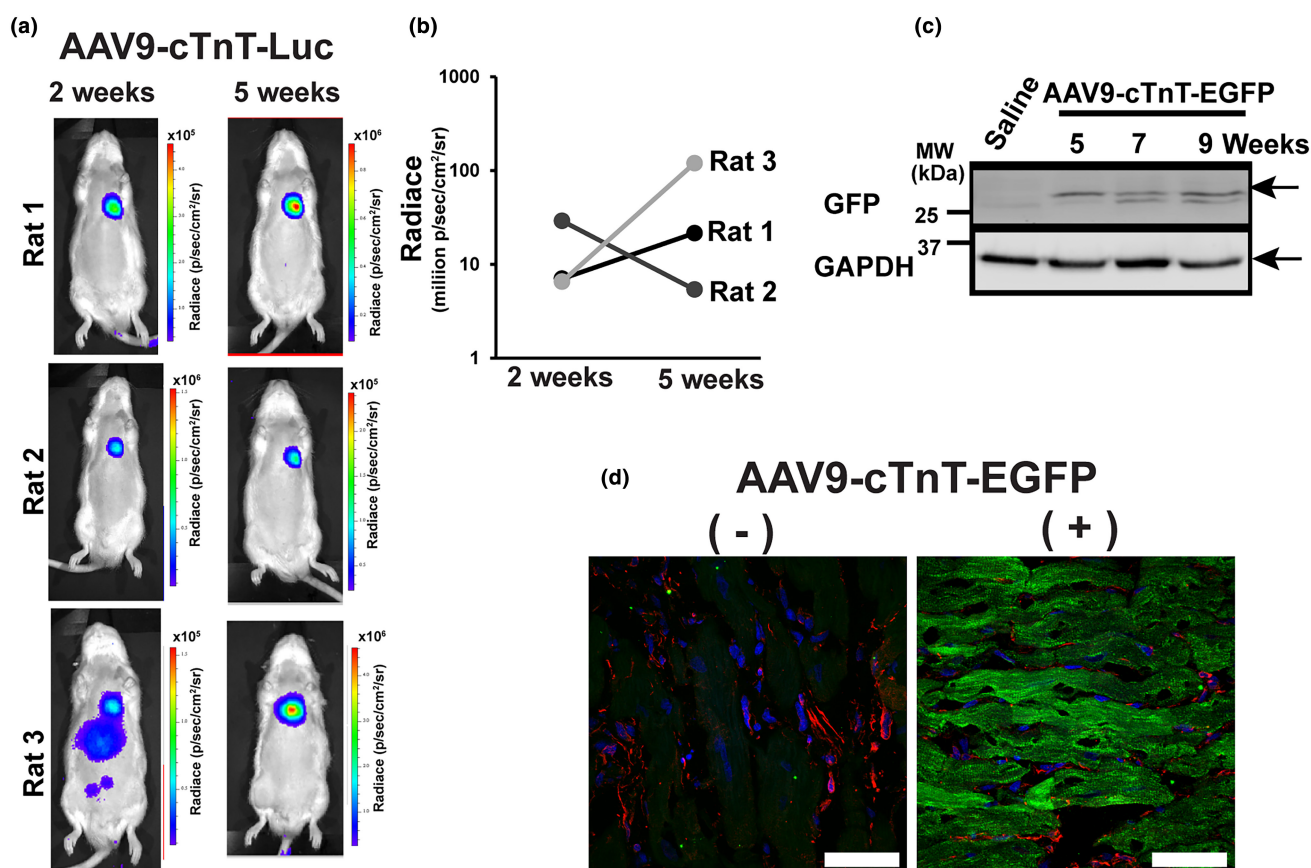 (a)
AAV9-cTnT-Luc
2 weeks 5 weeks
Rat 1
x10⁵
Radiace (p/sec/cm²/sr)
x10⁶
Radiace (p/sec/cm²/sr)
Rat 2
x10⁶
Radiace (p/sec/cm²/sr)
x10⁵
Radiace (p/sec/cm²/sr)
Rat 3
x10⁵
Radiace (p/sec/cm²/sr)
x10⁶
Radiace (p/sec/cm²/sr)
(b)
Radiace
(miliion p/sec/cm²/sr)
1000
100
10
1
Rat 3
Rat 1
Rat 2
2 weeks 5 weeks
(c)
Saline
AAV9-cTnT-EGFP
5 7 9 Weeks
MW
(kDa)
GFP
25
37
GAPDH
(d)
AAV9-cTnT-EGFP
( - ) ( + )